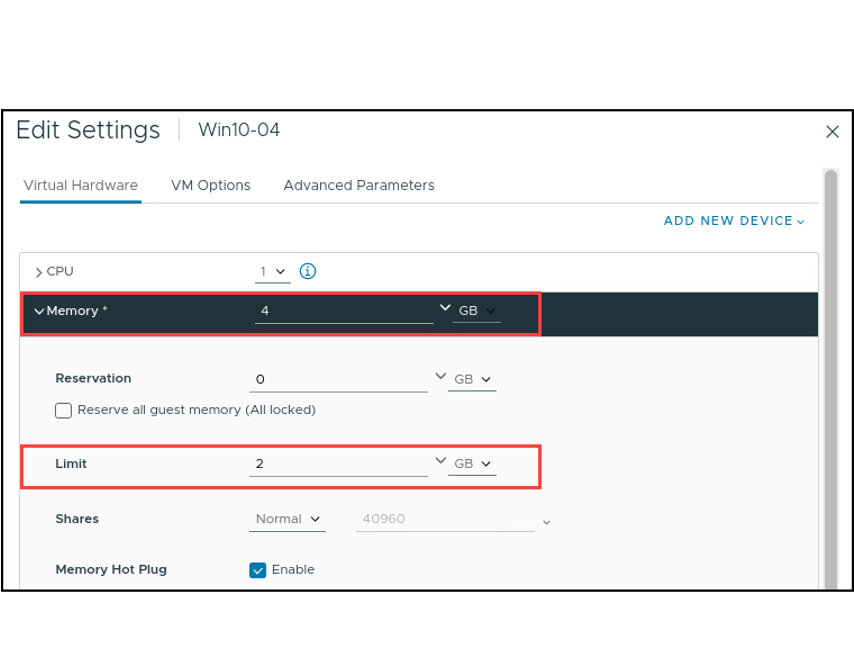 Edit Settings | Win10-04
Virtual Hardware VM Options Advanced Parameters
ADD NEW DEVICE
CPU 1
Memory * 4 GB
Reservation 0 GB
Reserve all guest memory (All locked)
Limit 2 GB
Shares Normal 40960
Memory Hot Plug Enable